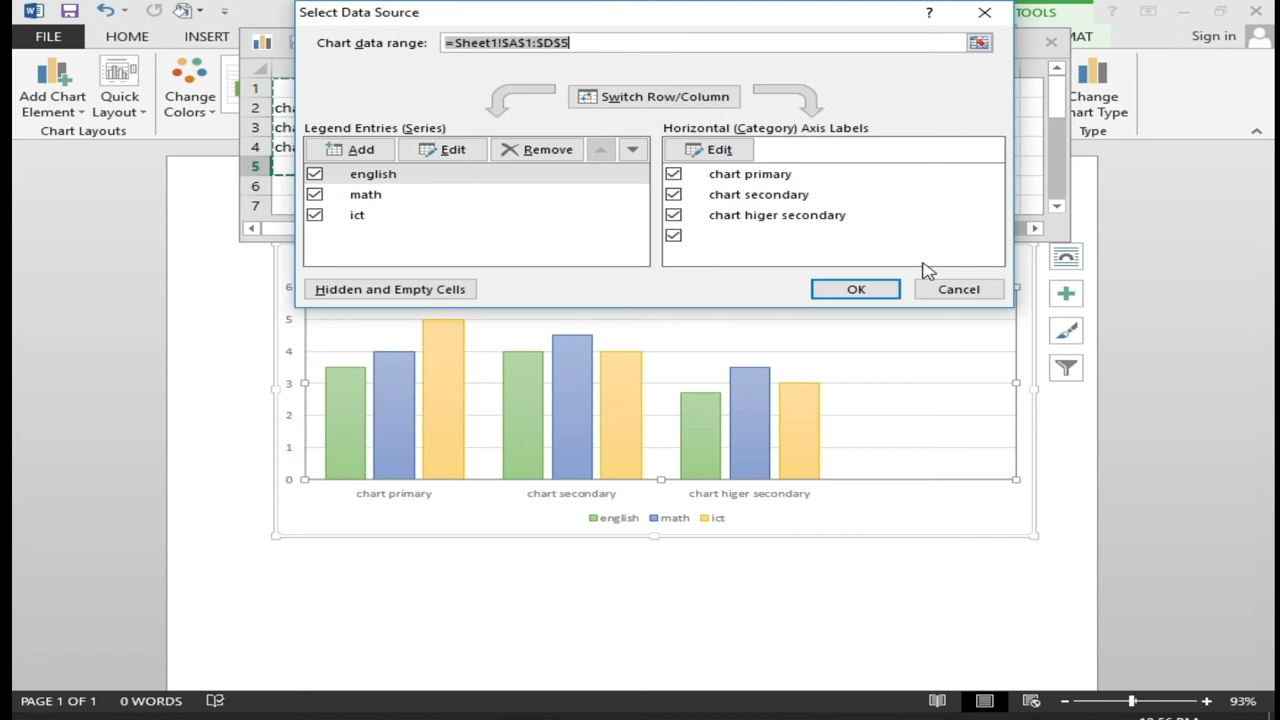 Select Data Source
?
TOOLS
?
FILE
HOME
INSERT
MAT
Sign in
Chart data range:
=Sheet1!$A$1:$D$5
Add Chart
Element
Quick
Layout
Change
Colors
Chart Layouts
Change
hart Type
Type
1
2
cha
3
cha
4
cha
5
6
7
Switch Row/Column
Legend Entries (Series)
Horizontal (Category) Axis Labels
Add
Edit
Remove
Edit
english
math
ict
chart primary
chart secondary
chart higer secondary
Hidden and Empty Cells
OK
Cancel
6
5
4
3
2
1
0
chart primary
chart secondary
chart higer secondary
english
math
ict
PAGE 1 OF 1
0 WORDS
93%